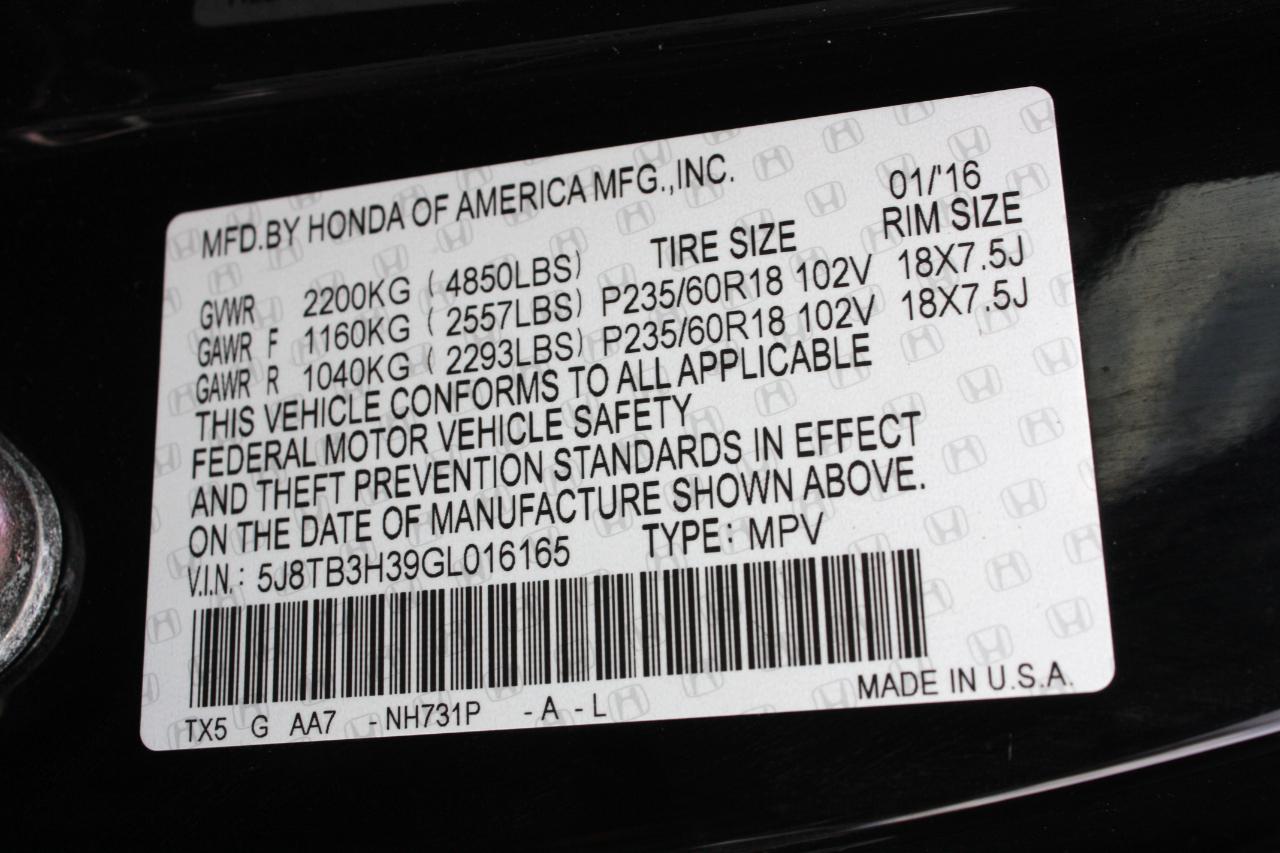 MFD.BY HONDA OF AMERICA MFG.,INC. 01/'16
TIRE SIZE RIM SIZE
GVWR 2200KG ( 4850LBS)
GAWR F 1160KG ( 2557LBS) P235/60R18 102V 18X7.5J
GAWR R 1040KG ( 2293LBS) P235/60R18 102V 18X7.5J
THIS VEHICLE CONFORMS TO ALL APPLICABLE
FEDERAL MOTOR VEHICLE SAFETY
AND THEFT PREVENTION STANDARDS IN EFFECT
ON THE DATE OF MANUFACTURE SHOWN ABOVE.
V.I.N.: 5J8TB3H39GL016165 TYPE: MPV
TX5 G AA7 -NH731P -A -L MADE IN U.S.A.